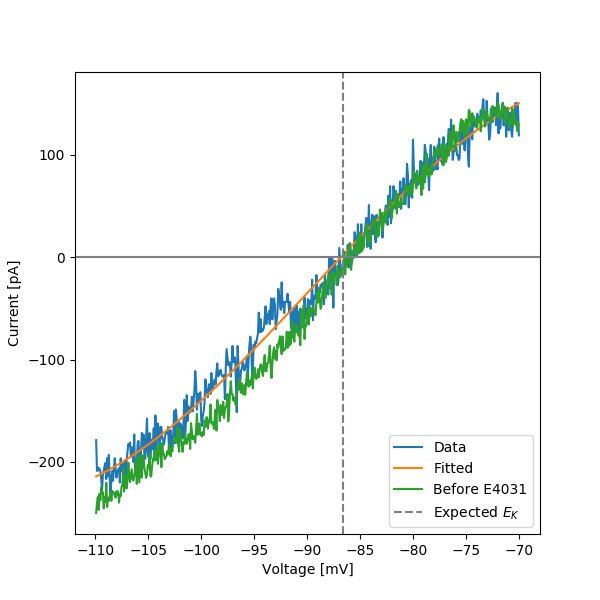 100
0
−100
−200
Current [pA]
Data
Fitted
Before E4031
Expected E_K
−110 −105 −100 −95 −90 −85 −80 −75 −70
Voltage [mV]